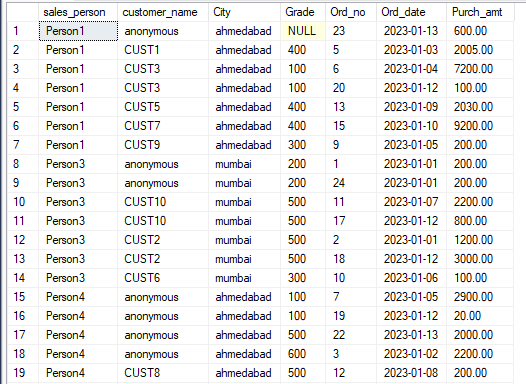 sales_person customer_name City Grade Ord_no Ord_date Purch_amt
1 Person1 anonymous ahmedabad NULL 23 2023-01-13 600.00
2 Person1 CUST1 ahmedabad 400 5 2023-01-03 2005.00
3 Person1 CUST3 ahmedabad 100 6 2023-01-04 7200.00
4 Person1 CUST3 ahmedabad 100 20 2023-01-12 100.00
5 Person1 CUST5 ahmedabad 400 13 2023-01-09 2030.00
6 Person1 CUST7 ahmedabad 400 15 2023-01-10 9200.00
7 Person1 CUST9 ahmedabad 300 9 2023-01-05 200.00
8 Person3 anonymous mumbai 200 1 2023-01-01 200.00
9 Person3 anonymous mumbai 200 24 2023-01-01 200.00
10 Person3 CUST10 mumbai 500 11 2023-01-07 2200.00
11 Person3 CUST10 mumbai 500 17 2023-01-12 800.00
12 Person3 CUST2 mumbai 500 2 2023-01-01 1200.00
13 Person3 CUST2 mumbai 500 18 2023-01-12 3000.00
14 Person3 CUST6 mumbai 300 10 2023-01-06 100.00
15 Person4 anonymous ahmedabad 100 7 2023-01-05 2900.00
16 Person4 anonymous ahmedabad 100 19 2023-01-12 20.00
17 Person4 anonymous ahmedabad 500 22 2023-01-13 2000.00
18 Person4 anonymous ahmedabad 600 3 2023-01-02 2200.00
19 Person4 CUST8 ahmedabad 500 12 2023-01-08 200.00